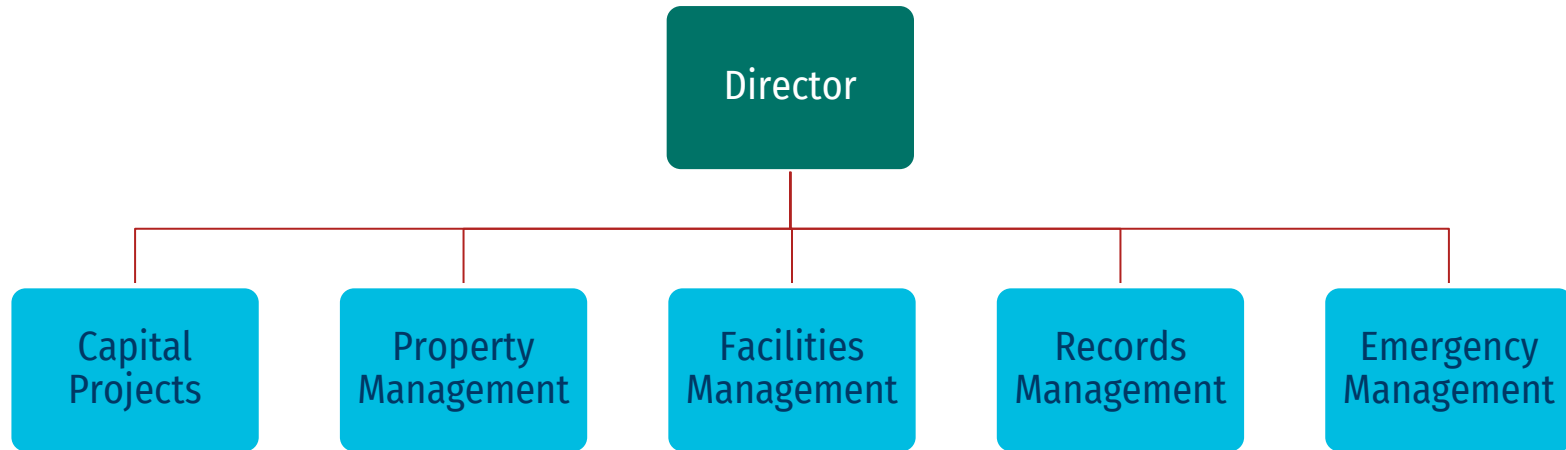 Director
Capital
Projects
Property
Management
Facilities
Management
Records
Management
Emergency
Management